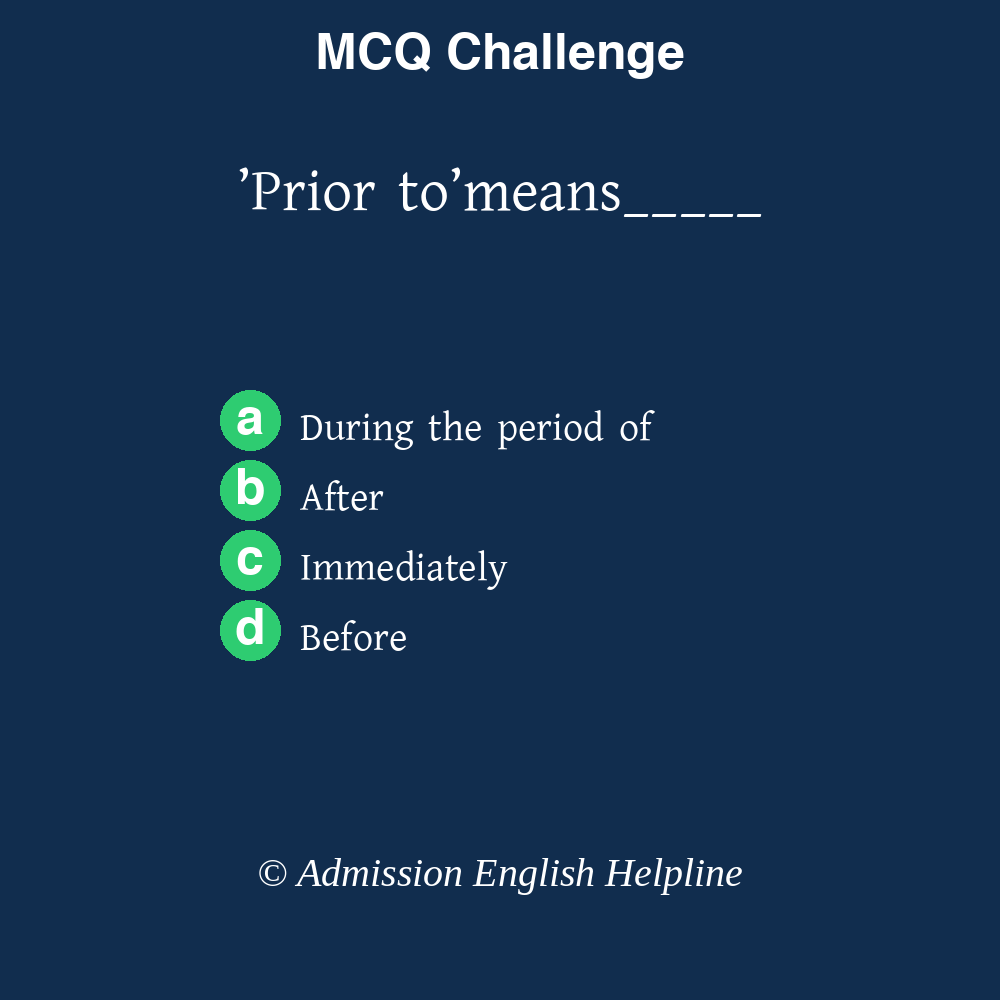 MCQ Challenge
’Prior to’means_____
a During the period of
b After
c Immediately
d Before
© Admission English Helpline